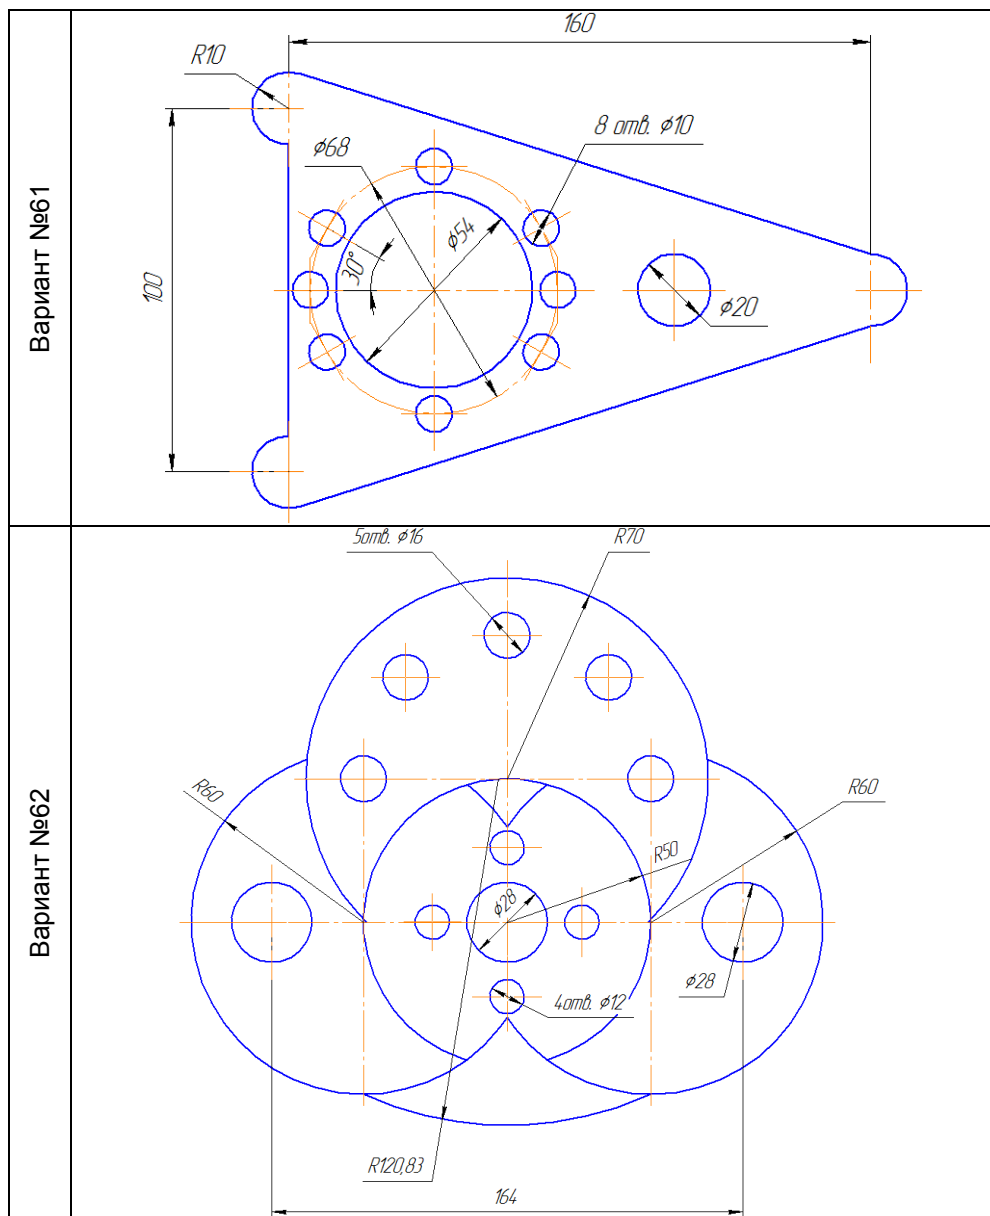 Вариант №61
160
R10
8 отв. ϕ10
ϕ68
ϕ54
30°
100
ϕ20
Вариант №62
5отв. ϕ16
R70
R60
R60
R50
ϕ28
ϕ28
4отв. ϕ12
R120,83
164